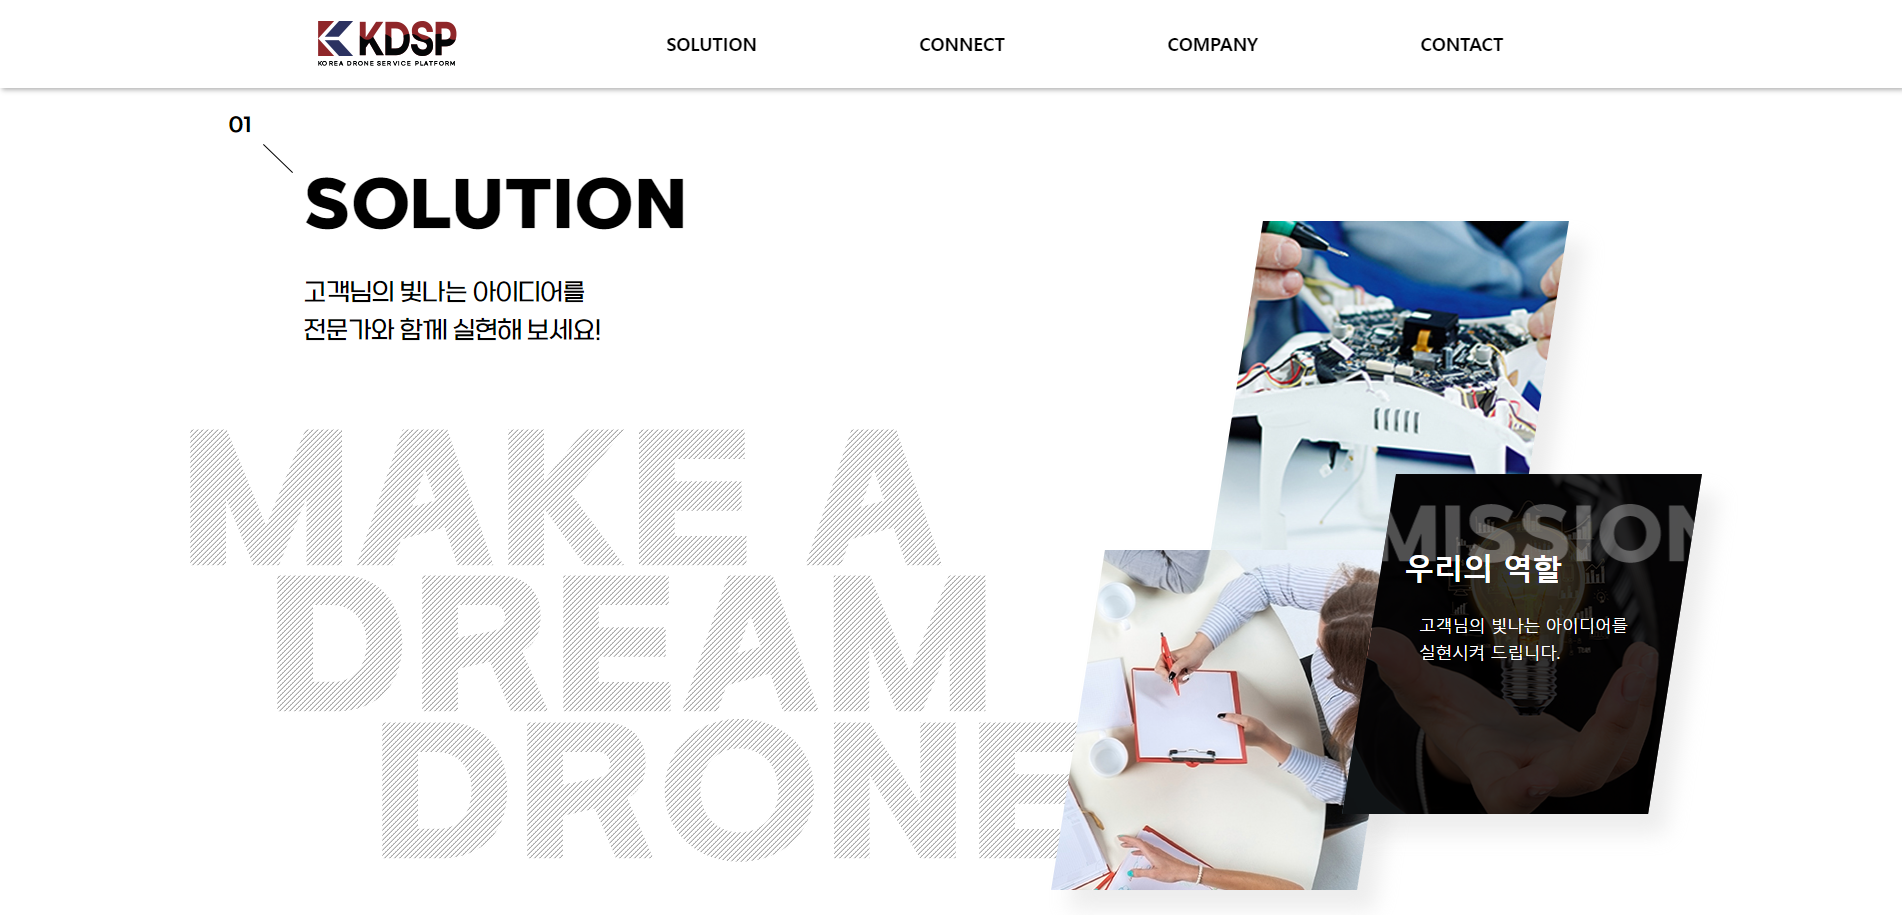 KDSP
KOREA DRONE SERVICE PLATFORM
SOLUTION
CONNECT
COMPANY
CONTACT
01
SOLUTION
고객님의 빛나는 아이디어를
전문가와 함께 실현해 보세요!
MAKE A
DREAM
DRONE
MISSION
우리의 역할
고객님의 빛나는 아이디어를
실현시켜 드립니다.